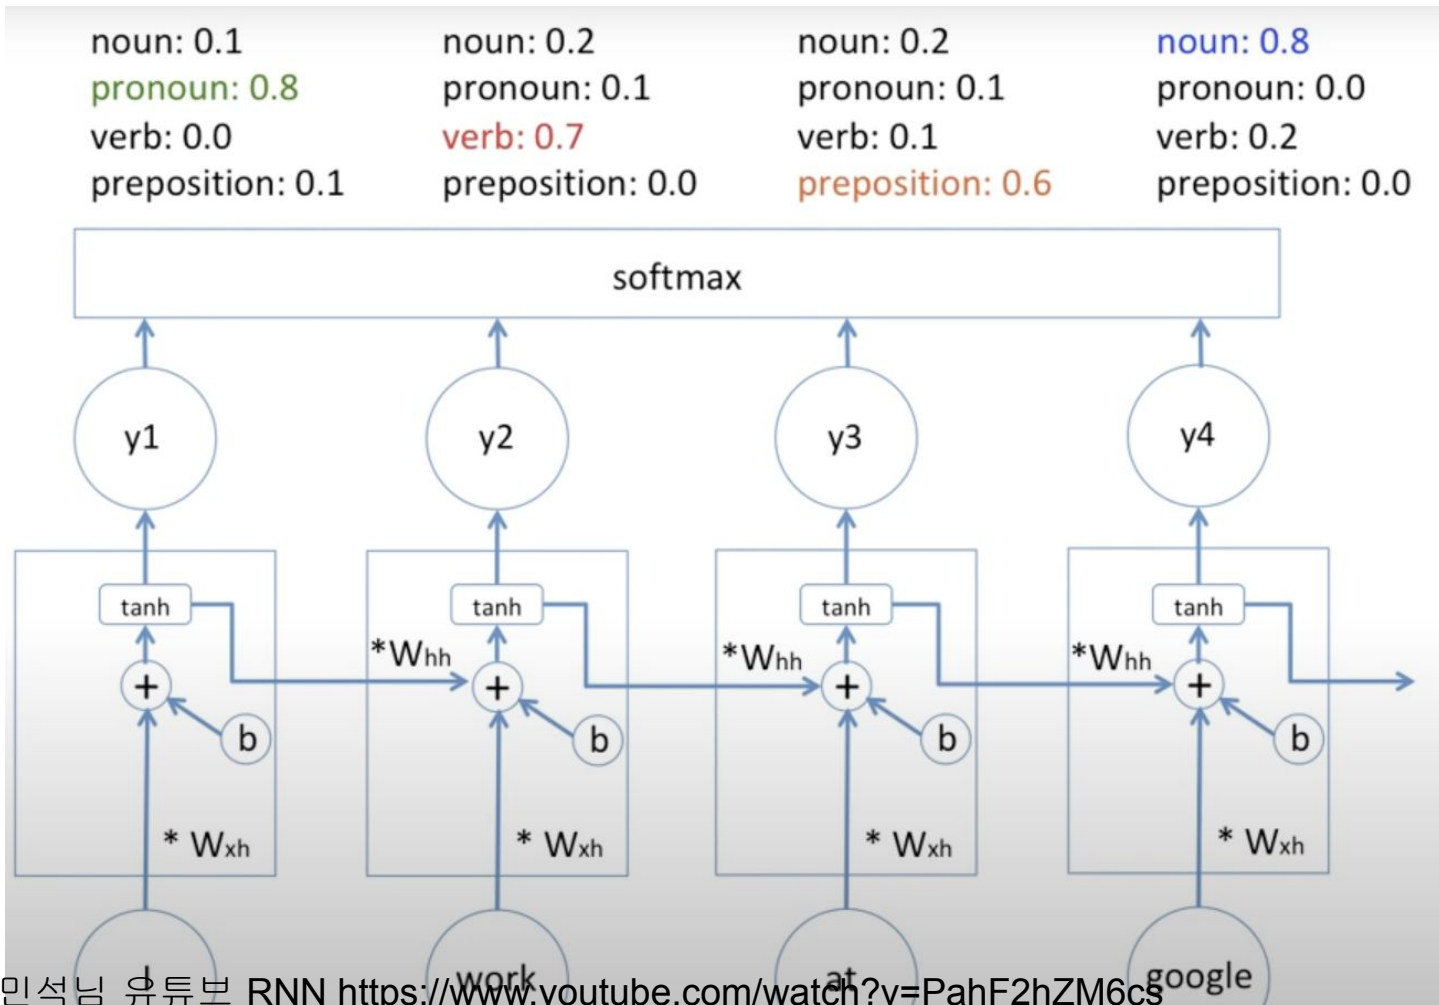 noun: 0.1 noun: 0.2 noun: 0.2 noun: 0.8
pronoun: 0.8 pronoun: 0.1 pronoun: 0.1 pronoun: 0.0
verb: 0.0 verb: 0.7 verb: 0.1 verb: 0.2
preposition: 0.1 preposition: 0.0 preposition: 0.6 preposition: 0.0
softmax
y1 y2 y3 y4
tanh tanh tanh tanh
*Whh *Whh *Whh
+ + + +
b b b b
* Wxh * Wxh * Wxh * Wxh
I work at google
민석님 유튜브 RNN https://www.youtube.com/watch?v=PahF2hZM6cs